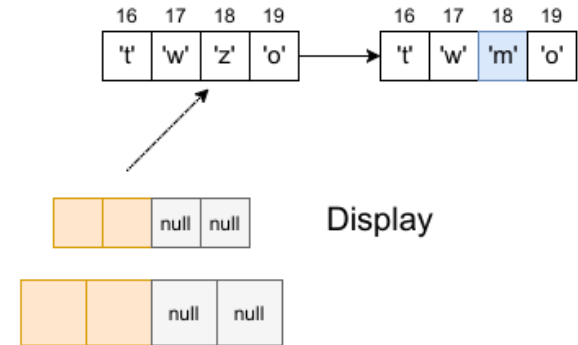 16 17 18 19 16 17 18 19
't' 'w' 'z' 'o' 't' 'w' 'm' 'o'
null null Display
null null